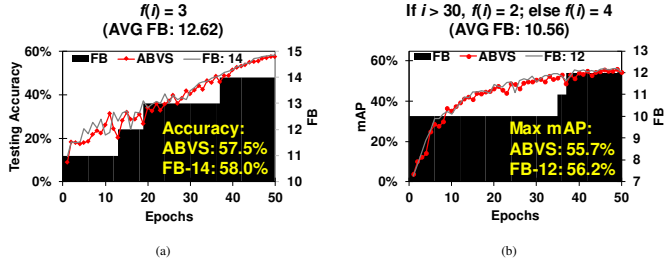 f(i) = 3
(AVG FB: 12.62)
FB ABVS FB: 14
60%
40%
20%
0%
Testing Accuracy
15
14
13
12
11
10
FB
Accuracy:
ABVS: 57.5%
FB-14: 58.0%
0 10 20 30 40 50
Epochs
(a)
If i > 30, f(i) = 2; else f(i) = 4
(AVG FB: 10.56)
FB ABVS FB: 12
60%
40%
20%
0%
mAP
13
12
11
10
9
8
7
FB
Max mAP:
ABVS: 55.7%
FB-12: 56.2%
0 10 20 30 40 50
Epochs
(b)